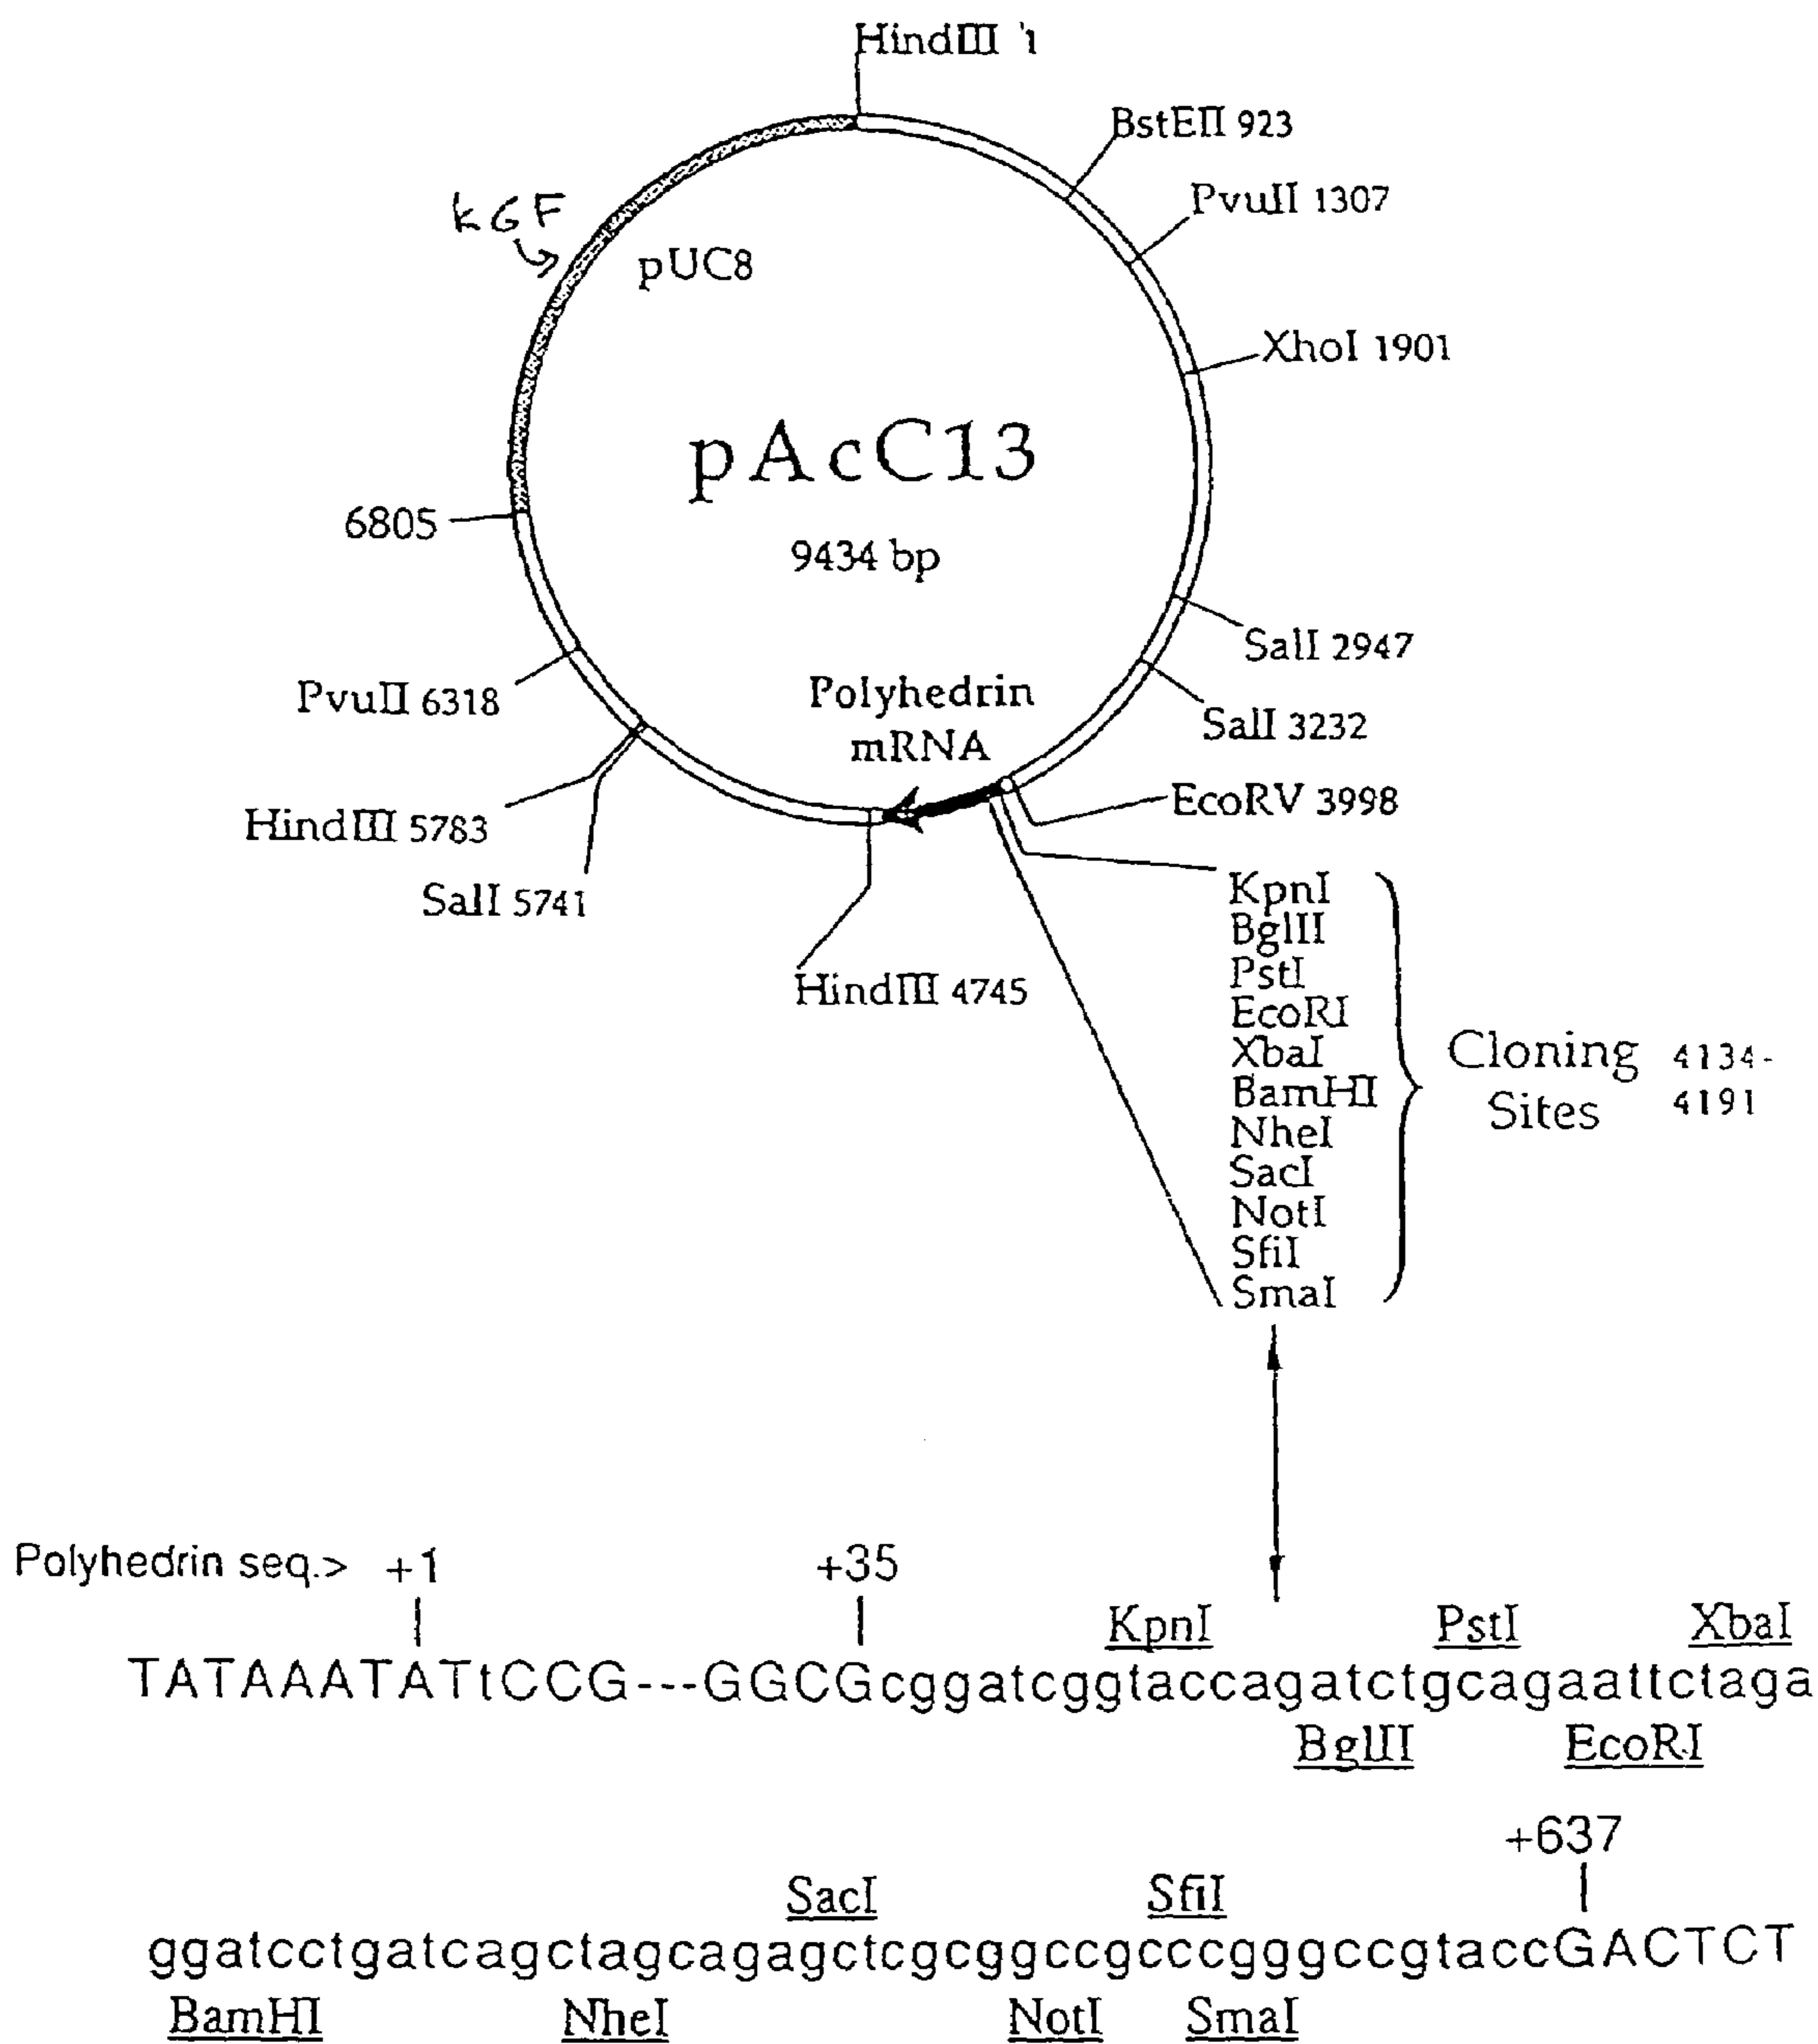 HindIII 1
BstEII 923
PvuII 1307
kGF
pUC8
XhoI 1901
pAcC13
9434 bp
6805
SalI 2947
PvuII 6318
Polyhedrin
mRNA
SalI 3232
EcoRV 3998
HindIII 5783
SalI 5741
HindIII 4745
KpnI
BglII
PstI
EcoRI
XbaI
BamHI
NheI
SacI
NotI
SfiI
SmaI
Cloning 4134-
Sites 4191
Polyhedrin seq.> +1 +35
KpnI PstI XbaI
TATAAATATtCCG---GGCGcggatcggtaccagatctgcagaattctaga
BglII EcoRI
+637
SacI SfiI
ggatcctgatcagctagcagagctcgcggccgcccgggccgtaccGACTCT
BamHI NheI NotI SmaI